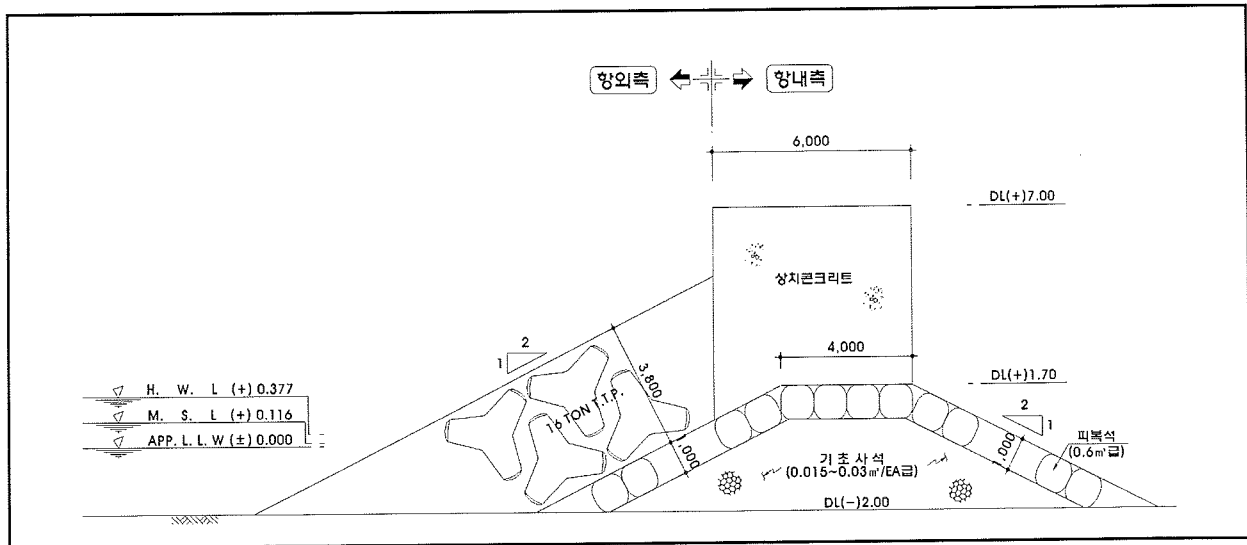 항외측
항내측
6,000
DL(+)7.00
상치콘크리트
2
1
4,000
3,800
DL(+)1.70
H. W. L (+) 0.377
M. S. L (+) 0.116
APP. L. L. W (±) 0.000
16 TON T.T.P.
1,000
2
1
1,000
피복석
(0.6㎥급)
기초사석
(0.015~0.03㎥/EA급)
DL(-)2.00